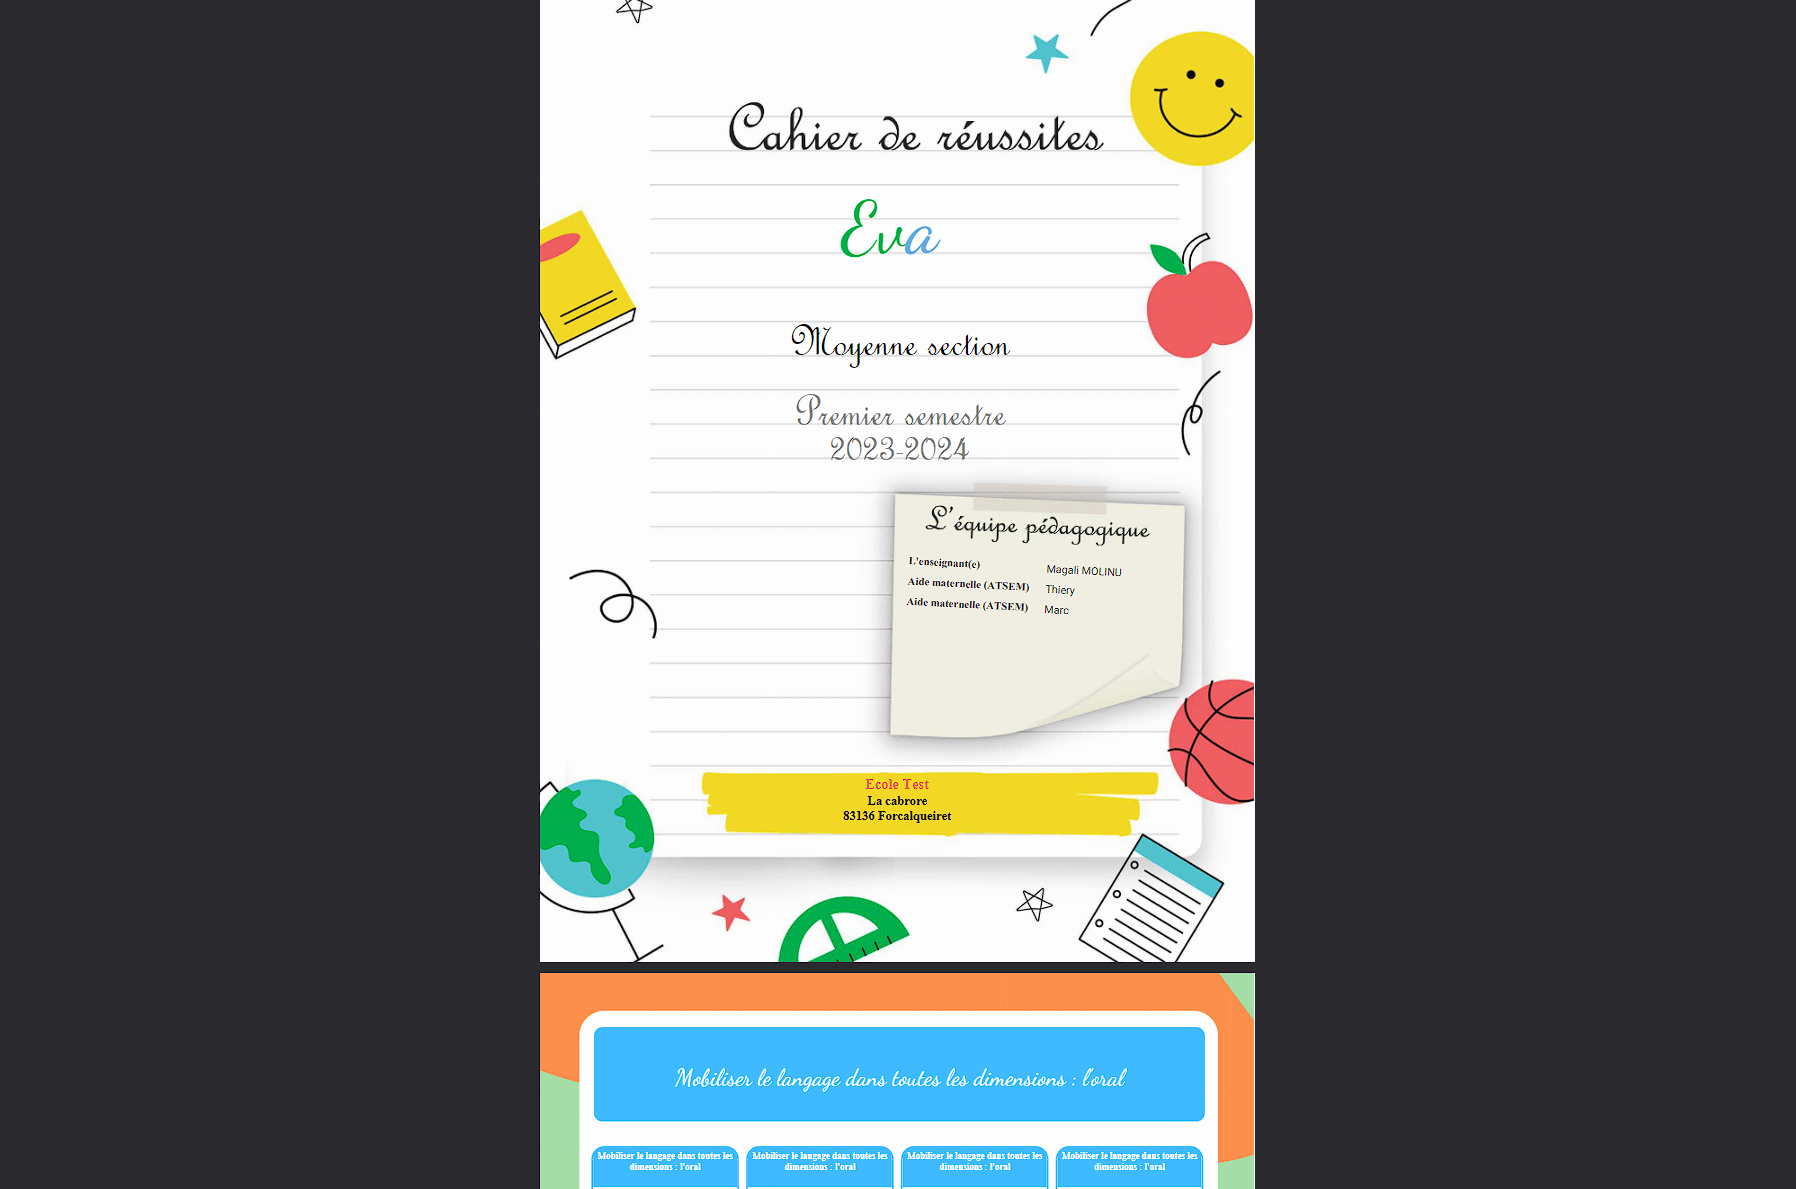 Cahier de réussites
Eva
Moyenne section
Premier semestre
2023-2024
L'équipe pédagogique
L'enseignant(e) Magali MOLINU
Aide maternelle (ATSEM) Thiery
Aide maternelle (ATSEM) Marc
Ecole Test
La cabrore
83136 Forcalqueiret
Mobiliser le langage dans toutes les dimensions : l'oral
Mobiliser le langage dans toutes les
dimensions : l'oral
Mobiliser le langage dans toutes les
dimensions : l'oral
Mobiliser le langage dans toutes les
dimensions : l'oral
Mobiliser le langage dans toutes les
dimensions : l'oral